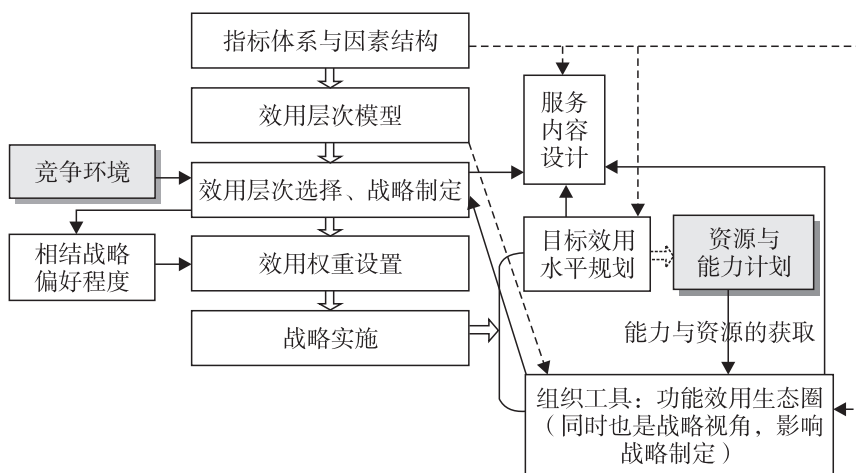 指标体系与因素结构
效用层次模型
服务
内容
设计
竞争环境
效用层次选择、战略制定
相结战略
偏好程度
效用权重设置
目标效用
水平规划
资源与
能力计划
战略实施
能力与资源的获取
组织工具：功能效用生态圈
（同时也是战略视角，影响
战略制定）